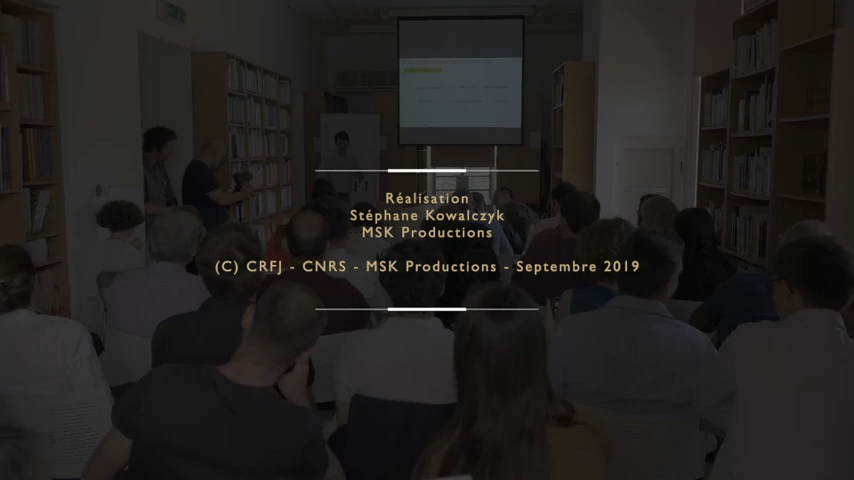 Réalisation
Stéphane Kowalczyk
MSK Productions
(C) CRFJ - CNRS - MSK Productions - Septembre 2019